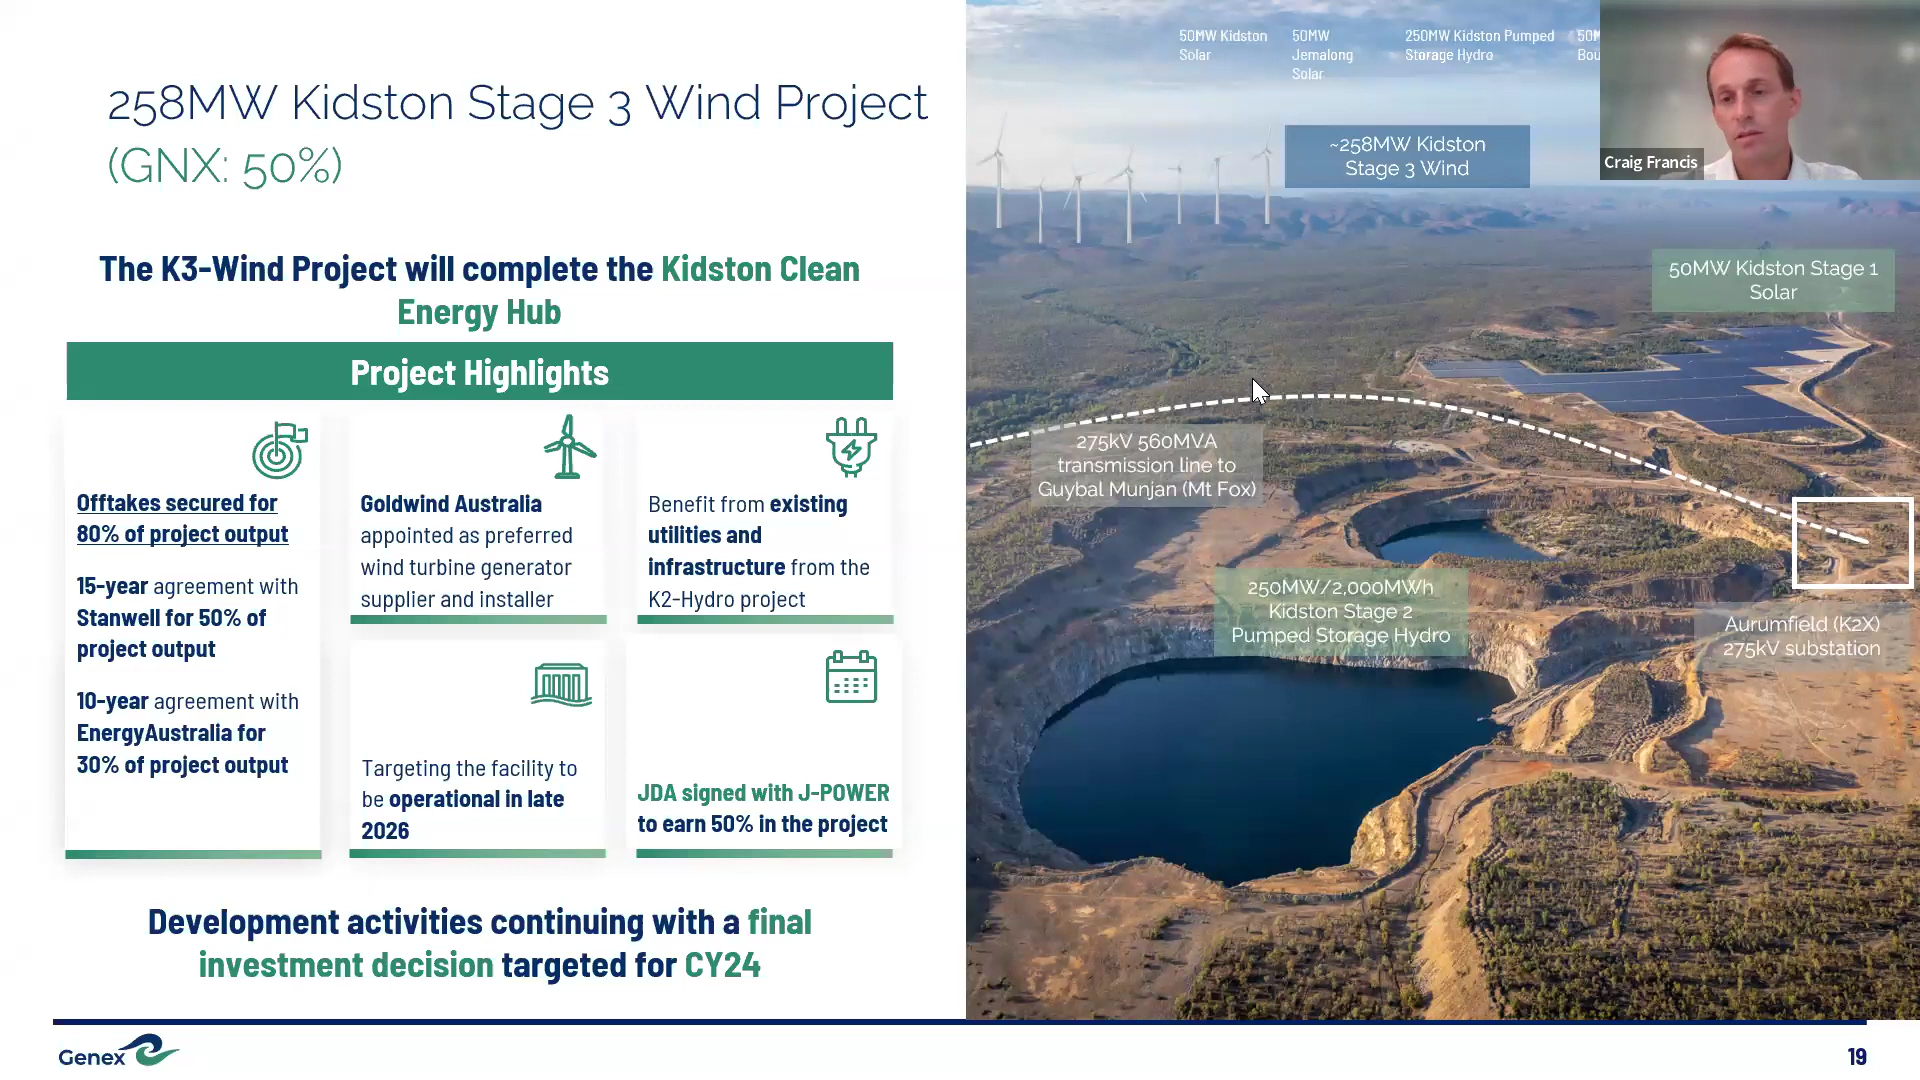 258MW Kidston Stage 3 Wind Project
(GNX: 50%)
The K3-Wind Project will complete the Kidston Clean
Energy Hub
Project Highlights
Offtakes secured for
80% of project output
15-year agreement with
Stanwell for 50% of
project output
10-year agreement with
EnergyAustralia for
30% of project output
Goldwind Australia
appointed as preferred
wind turbine generator
supplier and installer
Benefit from existing
utilities and
infrastructure from the
K2-Hydro project
Targeting the facility to
be operational in late
2026
JDA signed with J-POWER
to earn 50% in the project
Development activities continuing with a final
investment decision targeted for CY24
50MW Kidston
Solar
50MW
Jemalong
Solar
250MW Kidston Pumped
Storage Hydro
Craig Francis
~258MW Kidston
Stage 3 Wind
50MW Kidston Stage 1
Solar
275kV 560MVA
transmission line to
Guybal Munjan (Mt Fox)
250MW/2,000MWh
Kidston Stage 2
Pumped Storage Hydro
Aurumfield (K2X)
275kV substation
Genex
19